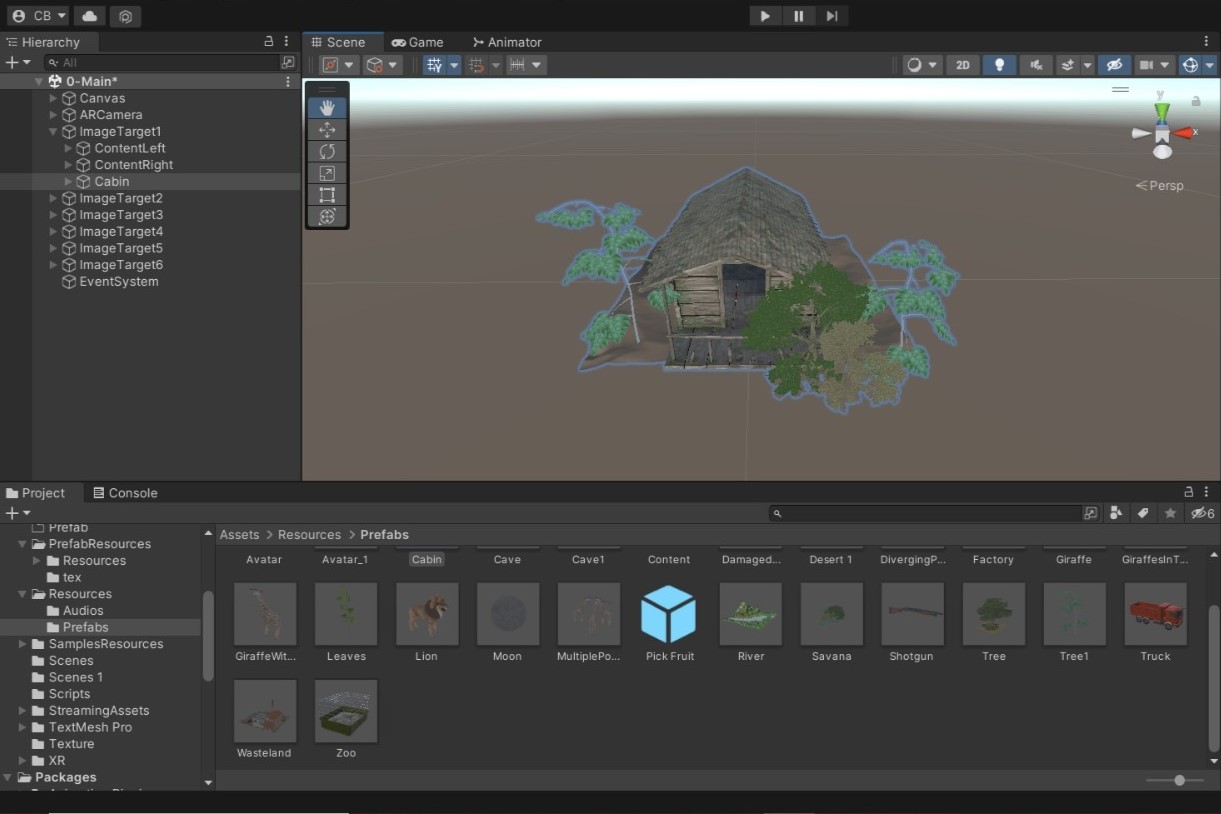 CB
Hierarchy
Scene
Game
Animator
All
2D
0-Main*
Canvas
ARCamera
ImageTarget1
ContentLeft
ContentRight
Cabin
ImageTarget2
ImageTarget3
ImageTarget4
ImageTarget5
ImageTarget6
EventSystem
y
x
Persp
Project
Console
6
Prefab
PrefabResources
Resources
tex
Resources
Audios
Prefabs
SamplesResources
Scenes
Scenes 1
Scripts
StreamingAssets
TextMesh Pro
Texture
XR
Packages
Assets > Resources > Prefabs
Avatar
Avatar_1
Cabin
Cave
Cave1
Content
Damaged...
Desert 1
DivergingP...
Factory
Giraffe
GiraffesInT...
GiraffeWit...
Leaves
Lion
Moon
MultiplePo...
Pick Fruit
River
Savana
Shotgun
Tree
Tree1
Truck
Wasteland
Zoo